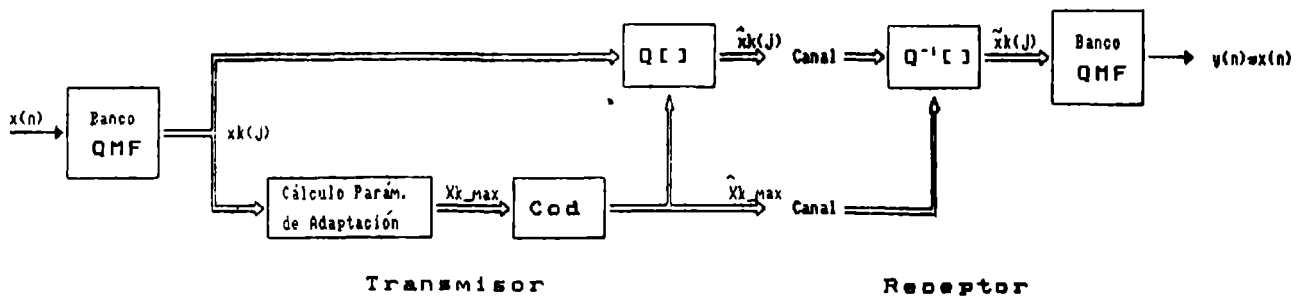 x(n)
Banco
QMF
xk(j)
Cálculo Parám.
de Adaptación
Xk_max
Cod
Q[]
x̂k(j)
X̂k_max
Canal
Canal
Q⁻¹[]
x̃k(j)
Banco
QMF
y(n)≈x(n)
Transmisor
Receptor